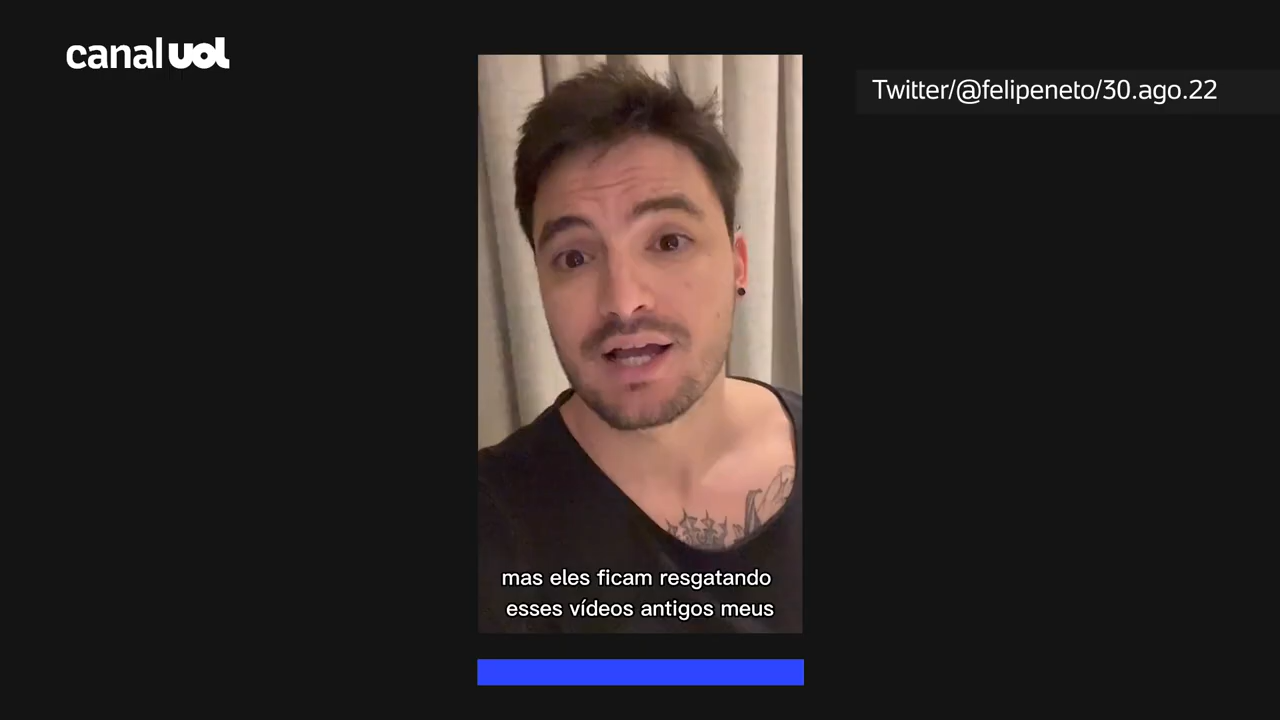 canal uol
Twitter/@felipeneto/30.ago.22
mas eles ficam resgatando
esses vídeos antigos meus